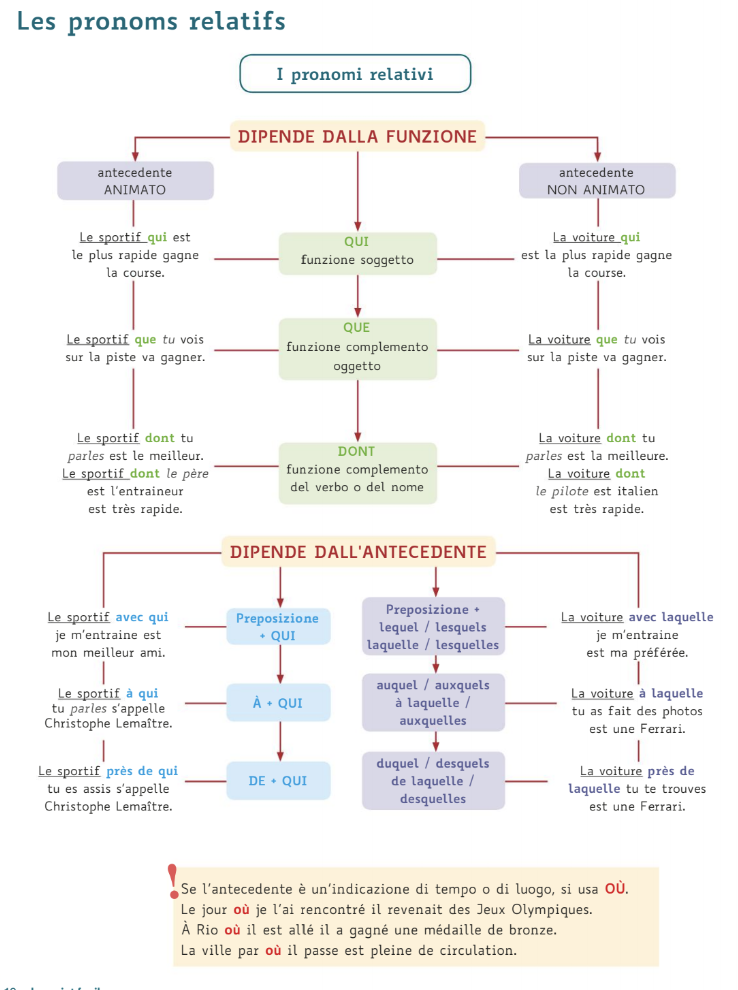 Les pronoms relatifs
I pronomi relativi
DIPENDE DALLA FUNZIONE
antecedente
ANIMATO
antecedente
NON ANIMATO
Le sportif qui est
le plus rapide gagne
la course.
QUI
funzione soggetto
La voiture qui
est la plus rapide gagne
la course.
Le sportif que tu vois
sur la piste va gagner.
QUE
funzione complemento
oggetto
La voiture que tu vois
sur la piste va gagner.
Le sportif dont tu
parles est le meilleur.
Le sportif dont le père
est l'entraineur
est très rapide.
DONT
funzione complemento
del verbo o del nome
La voiture dont tu
parles est la meilleure.
La voiture dont
le pilote est italien
est très rapide.
DIPENDE DALL'ANTECEDENTE
Le sportif avec qui
je m'entraine est
mon meilleur ami.
Preposizione
+ QUI
Preposizione +
lequel / lesquels
laquelle / lesquelles
La voiture avec laquelle
je m'entraine
est ma préférée.
Le sportif à qui
tu parles s'appelle
Christophe Lemaître.
À + QUI
auquel / auxquels
à laquelle /
auxquelles
La voiture à laquelle
tu as fait des photos
est une Ferrari.
Le sportif près de qui
tu es assis s'appelle
Christophe Lemaître.
DE + QUI
duquel / desquels
de laquelle /
desquelles
La voiture près de
laquelle tu te trouves
est une Ferrari.
! Se l'antecedente è un'indicazione di tempo o di luogo, si usa OÙ.
Le jour où je l'ai rencontré il revenait des Jeux Olympiques.
À Rio où il est allé il a gagné une médaille de bronze.
La ville par où il passe est pleine de circulation.